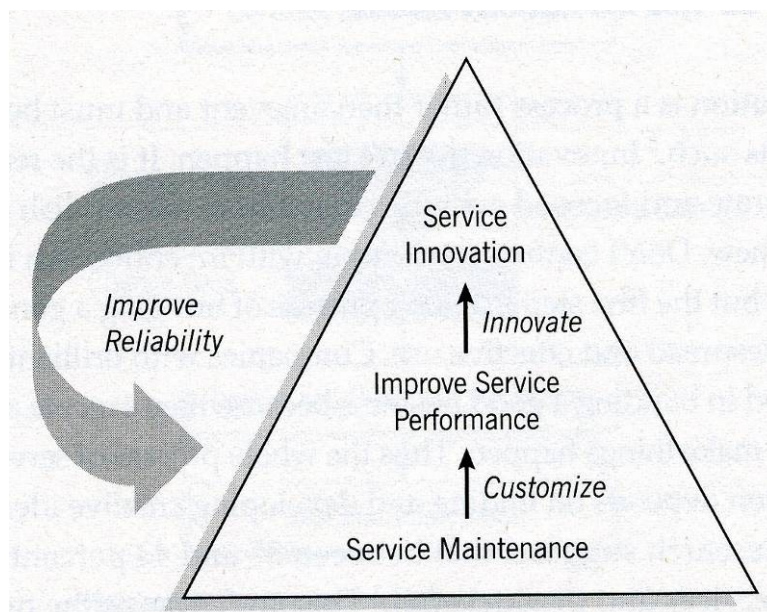 Service
Innovation
Innovate
Improve
Reliability
Improve Service
Performance
Customize
Service Maintenance